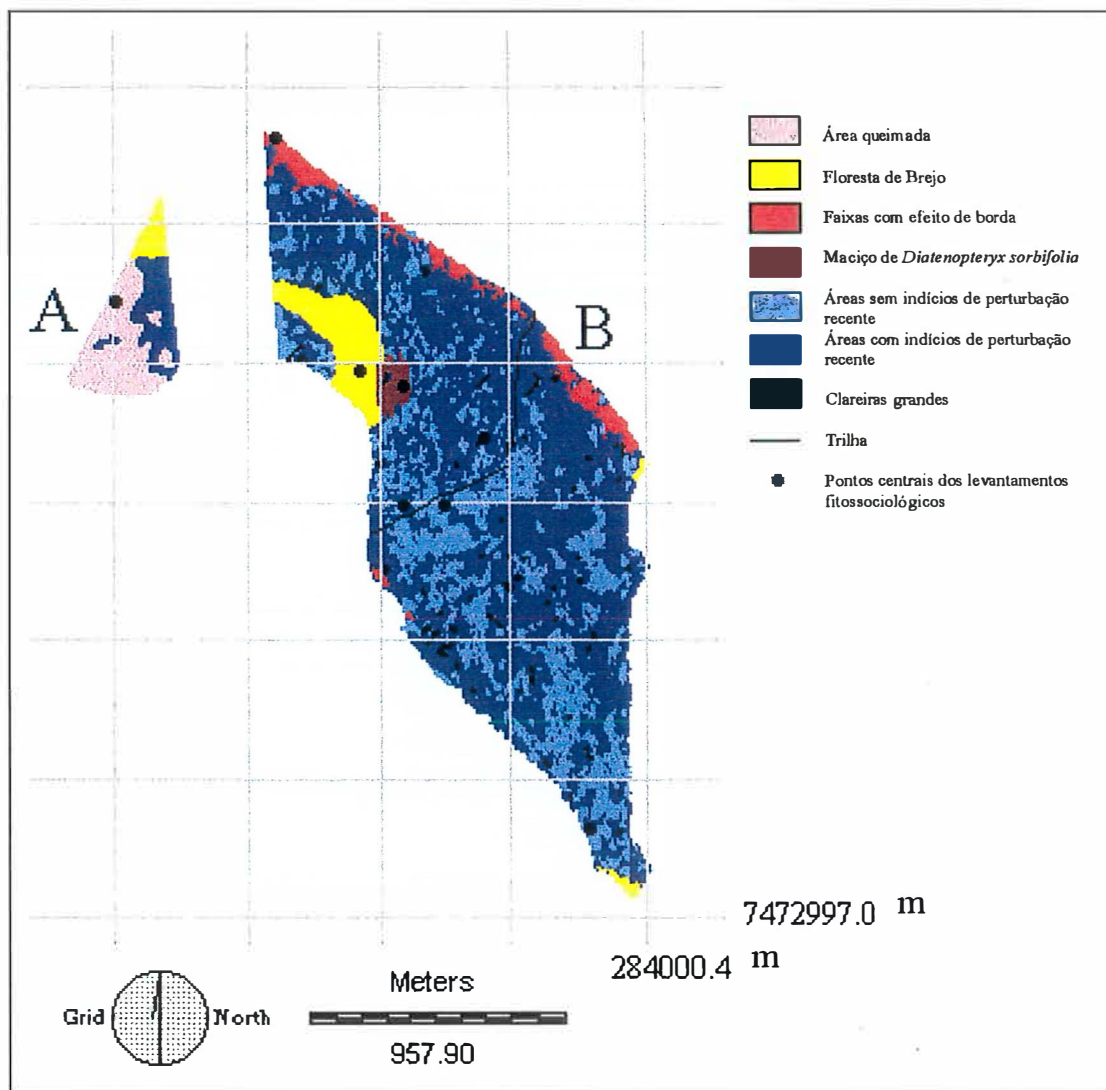 Área queimada
Floresta de Brejo
Faixas com efeito de borda
Maciço de Diatenopteryx sorbifolia
Áreas sem indícios de perturbação
recente
Áreas com indícios de perturbação
recente
Clareiras grandes
Trilha
Pontos centrais dos levantamentos
fitossociológicos
A
B
7472997.0 m
284000.4 m
Grid North
Meters
957.90